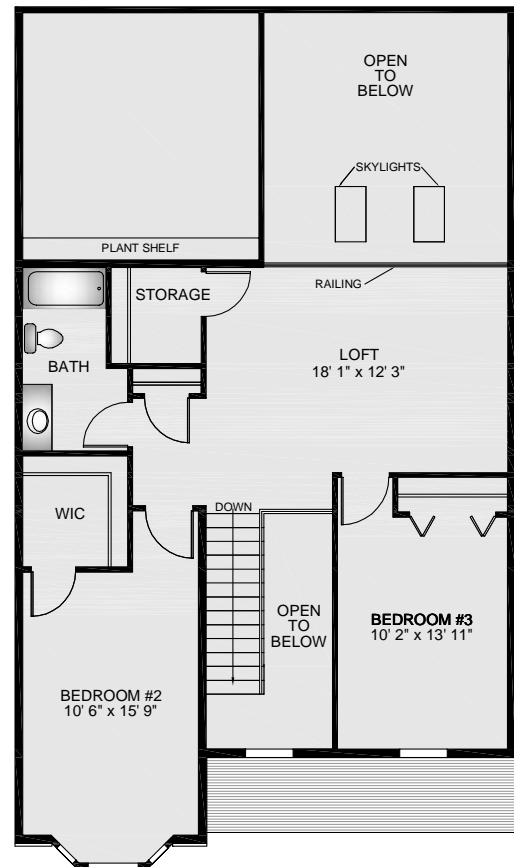 OPEN
TO
BELOW
SKYLIGHTS
PLANT SHELF
STORAGE
RAILING
BATH
LOFT
18' 1" x 12' 3"
WIC
DOWN
OPEN
TO
BELOW
BEDROOM #3
10' 2" x 13' 11"
BEDROOM #2
10' 6" x 15' 9"